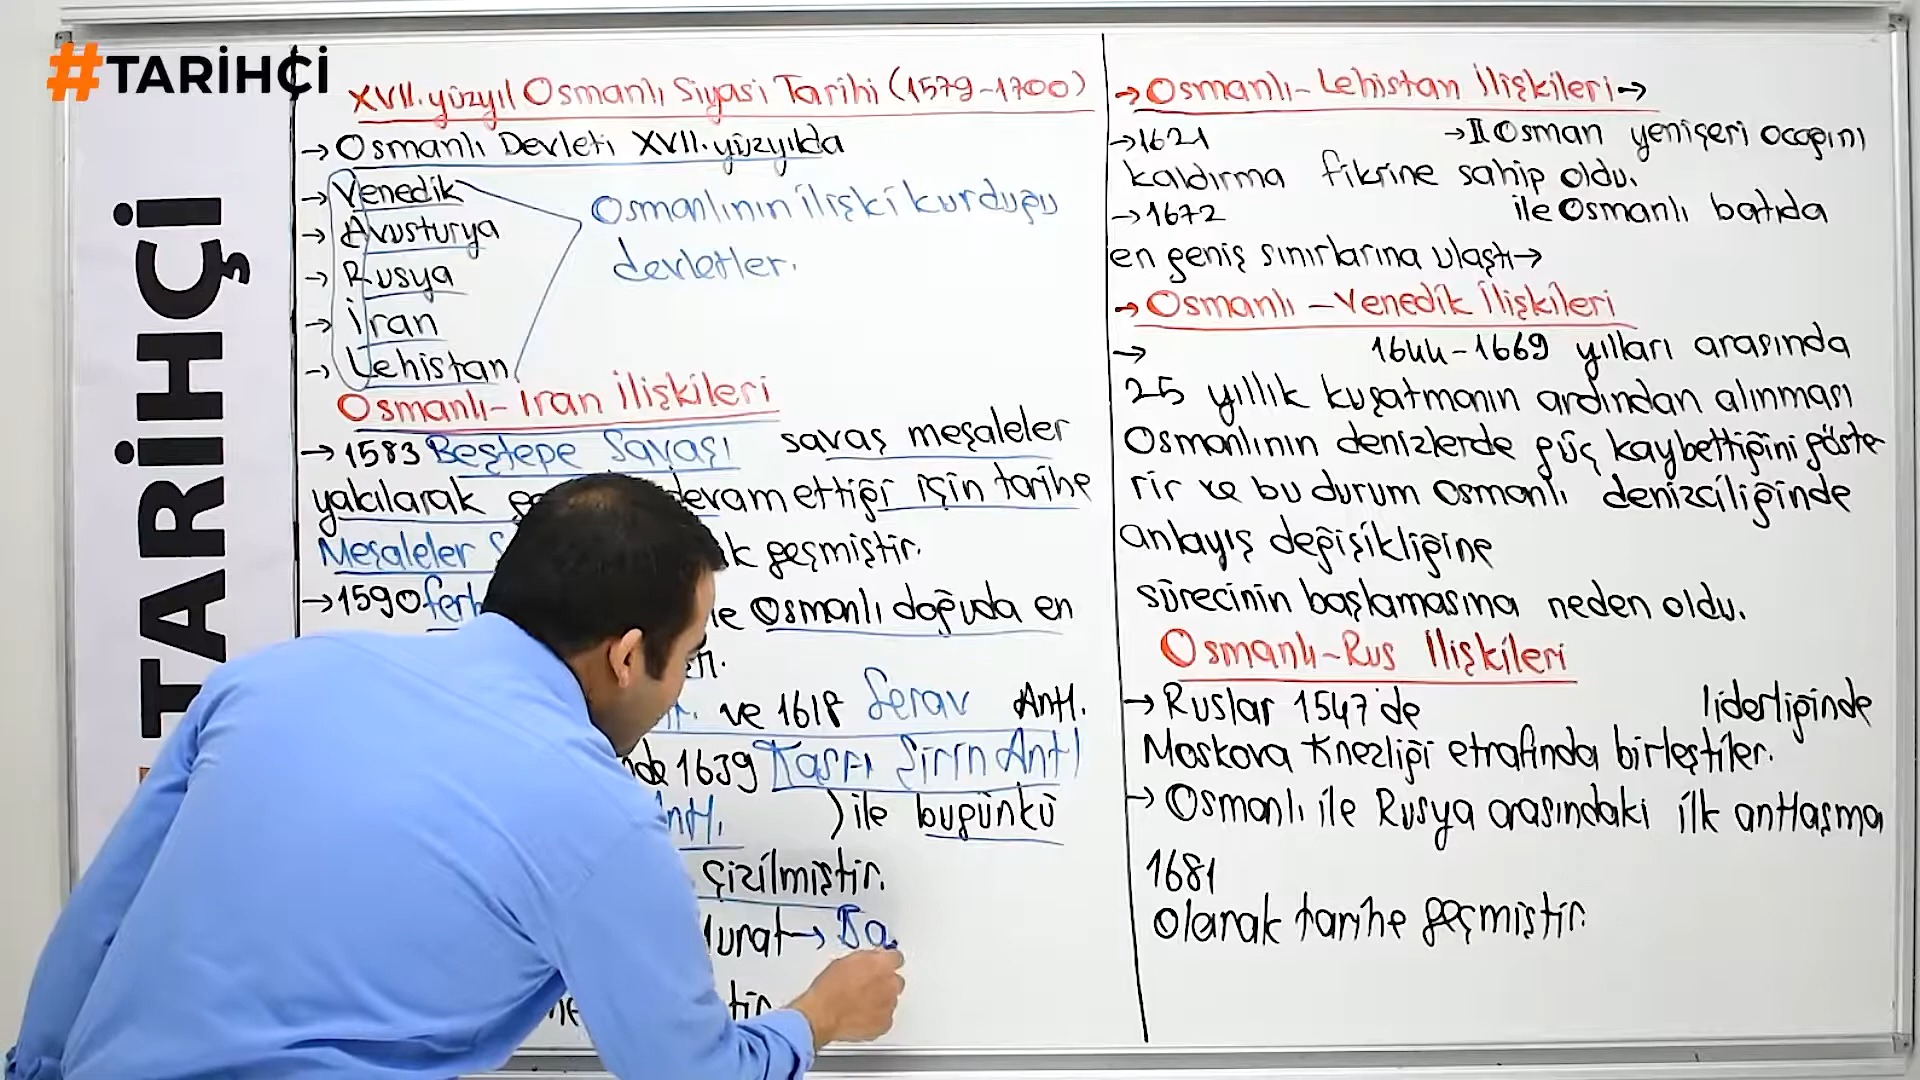 #TARİHÇİ
TARİHÇİ
XVII. yüzyıl Osmanlı Siyasi Tarihi (1579-1700)
→ Osmanlı Devleti XVII. yüzyılda
→ Venedik
→ Avusturya
→ Rusya
→ İran
→ Lehistan
Osmanlının ilişki kurduğu
devletler.
Osmanlı-İran İlişkileri
→ 1583 Beştepe Savaşı savaş meşaleler
yakılarak devam ettiği için tarihe
Meşaleler geçmiştir.
→ 1590 Osmanlı doğuda en
ve 1618 Serav Antl.
1639 Kasrı Şirin Antl
Antl. ) ile bugünkü
çizilmiştir.
Murat → Ba
→ Osmanlı-Lehistan İlişkileri →
→ 1621 → II Osman yeniçeri ocağını
kaldırma fikrine sahip oldu.
→ 1672 ile Osmanlı batıda
en geniş sınırlarına ulaştı →
→ Osmanlı - Venedik İlişkileri
→ 1644-1669 yılları arasında
25 yıllık kuşatmanın ardından alınması
Osmanlının denizlerde güç kaybettiğini göste
rir ve bu durum Osmanlı denizciliğinde
anlayış değişikliğine
sürecinin başlamasına neden oldu.
Osmanlı-Rus İlişkileri
→ Ruslar 1547'de liderliğinde
Moskova Knezliği etrafında birleştiler.
→ Osmanlı ile Rusya arasındaki ilk antlaşma
1681
olarak tarihe geçmiştir.